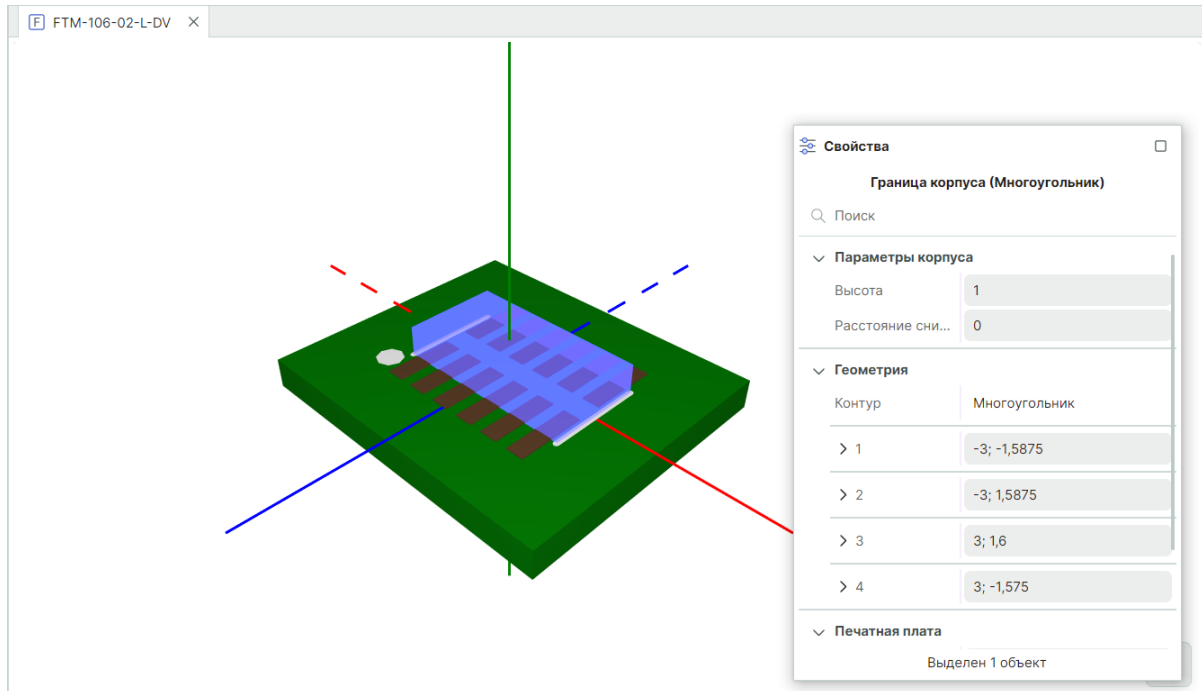 F FTM-106-02-L-DV
Свойства
Граница корпуса (Многоугольник)
Поиск
Параметры корпуса
Высота 1
Расстояние сни... 0
Геометрия
Контур Многоугольник
1 -3; -1,5875
2 -3; 1,5875
3 3; 1,6
4 3; -1,575
Печатная плата
Выделен 1 объект